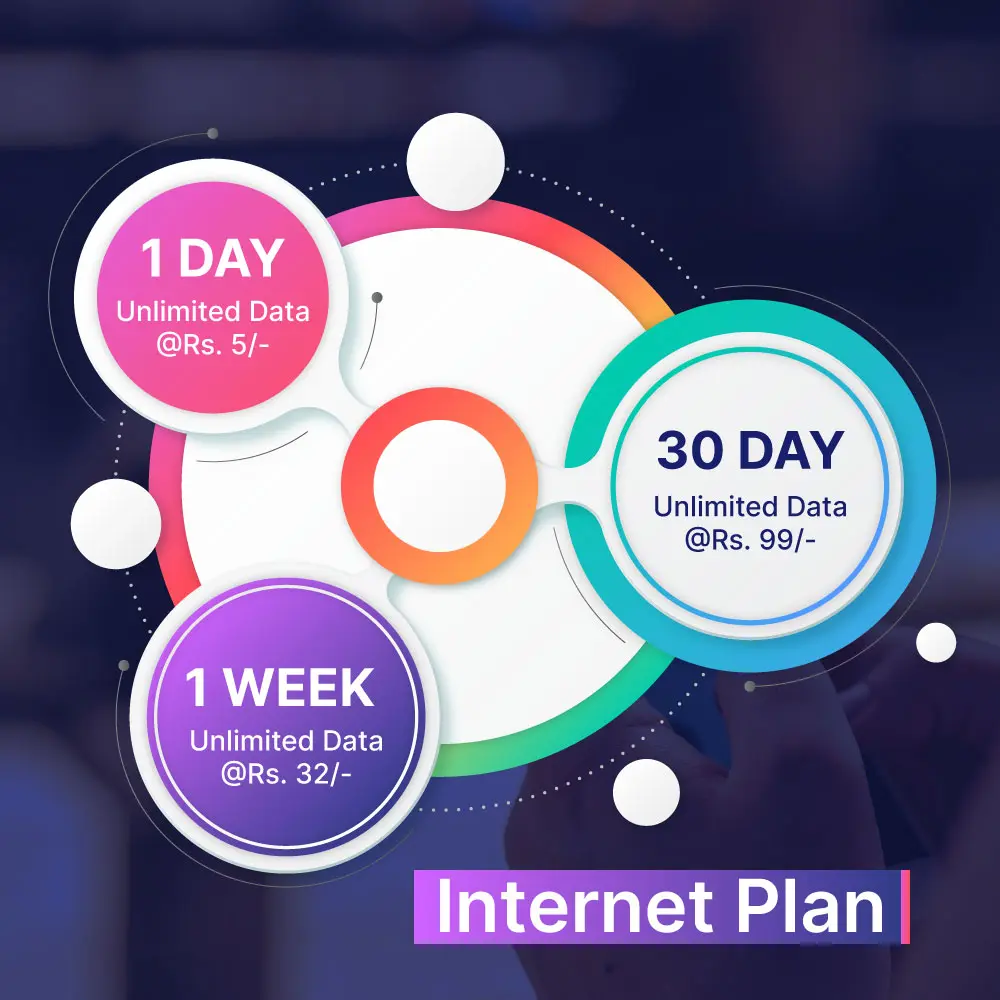 1 DAY
Unlimited Data
@Rs. 5/-
30 DAY
Unlimited Data
@Rs. 99/-
1 WEEK
Unlimited Data
@Rs. 32/-
Internet Plan